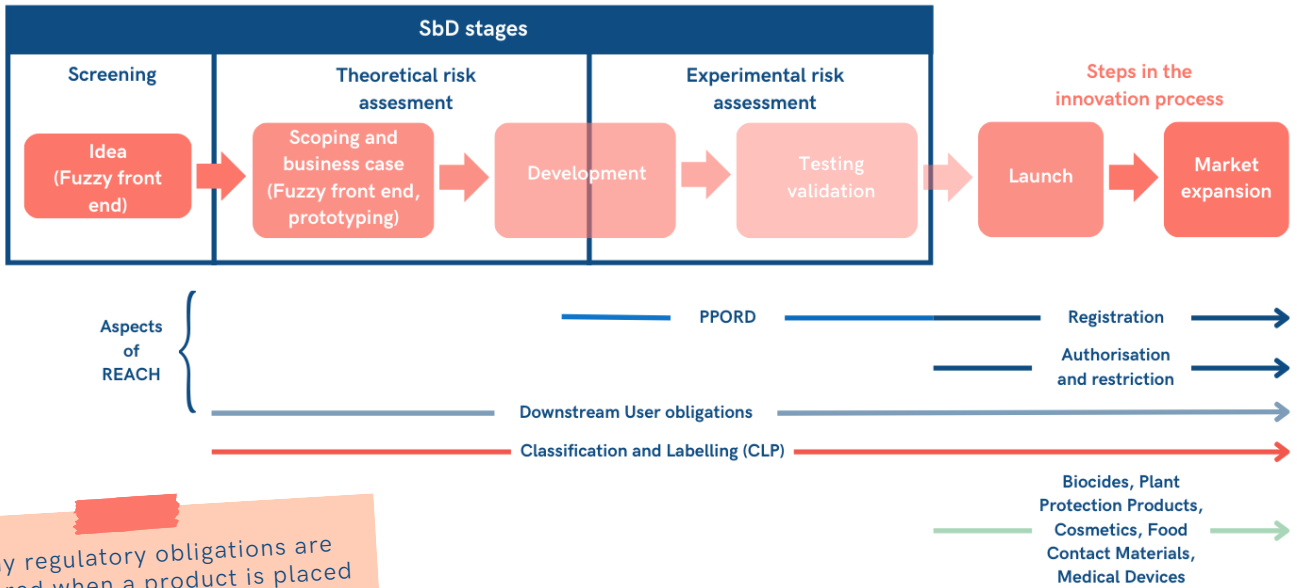 SbD stages
Screening
Theoretical risk
assesment
Experimental risk
assessment
Steps in the
innovation process
Idea
(Fuzzy front
end)
Scoping and
business case
(Fuzzy front end,
prototyping)
Development
Testing
validation
Launch
Market
expansion
Aspects
of
REACH
PPORD
Registration
Authorisation
and restriction
Downstream User obligations
Classification and Labelling (CLP)
Biocides, Plant
Protection Products,
Cosmetics, Food
Contact Materials,
Medical Devices
regulatory obligations are
when a product is placed